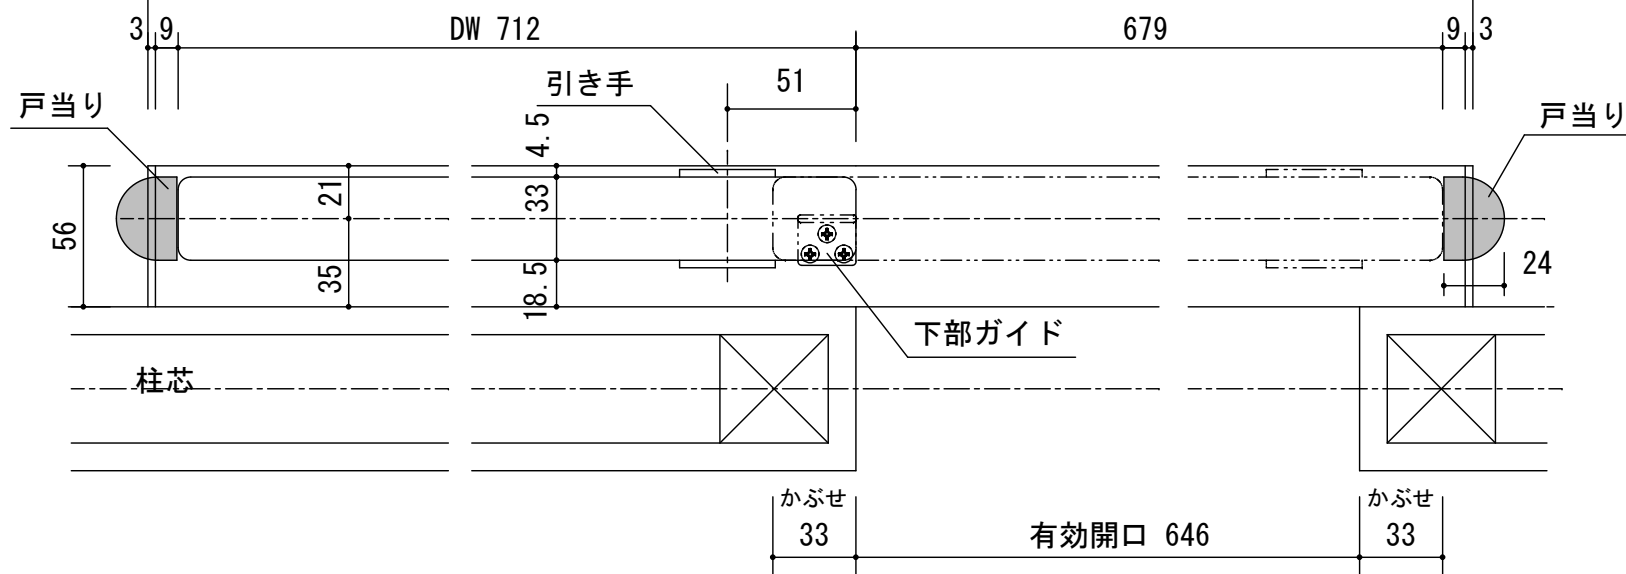 3 9 DW 712 679 9 3
引き手 51
戸当り 戸当り
4.5
21 33
56
35 18.5
24
下部ガイド
柱芯
かぶせ かぶせ
33 有効開口 646 33